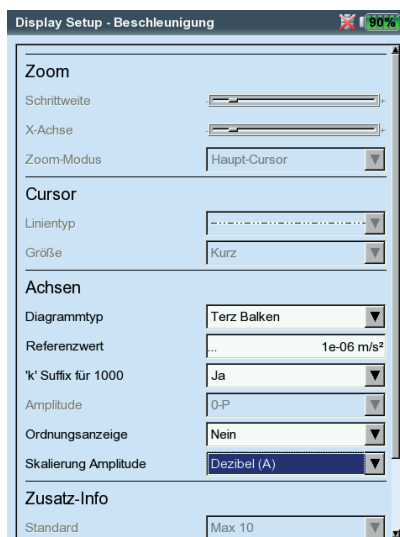 Display Setup - Beschleunigung 90%
Zoom
Schrittweite - +
X-Achse - +
Zoom-Modus Haupt-Cursor
Cursor
Linientyp
Größe Kurz
Achsen
Diagrammtyp Terz Balken
Referenzwert ... 1e-06 m/s²
'k' Suffix für 1000 Ja
Amplitude 0-P
Ordnungsanzeige Nein
Skalierung Amplitude Dezibel (A)
Zusatz-Info
Standard Max 10